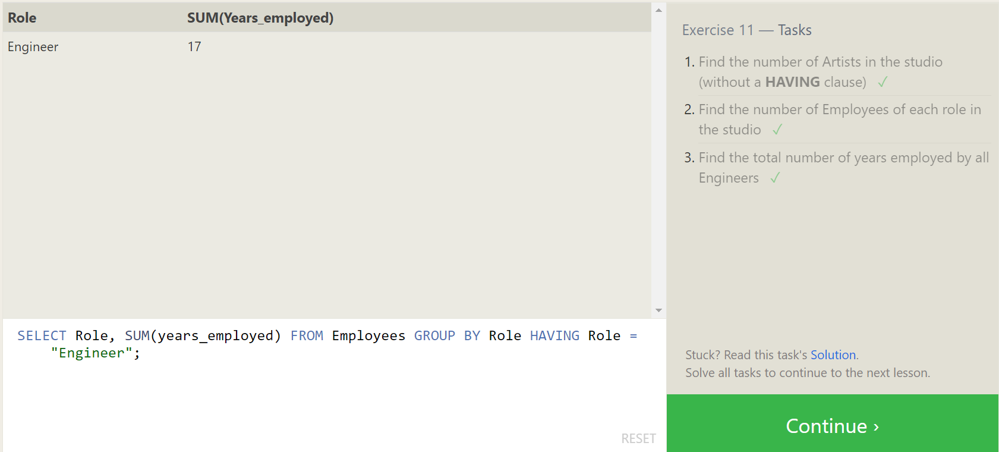 Role SUM(Years_employed)
Engineer 17
SELECT Role, SUM(years_employed) FROM Employees GROUP BY Role HAVING Role =
"Engineer";
RESET
Exercise 11 — Tasks
1. Find the number of Artists in the studio
(without a HAVING clause) ✓
2. Find the number of Employees of each role in
the studio ✓
3. Find the total number of years employed by all
Engineers ✓
Stuck? Read this task's Solution.
Solve all tasks to continue to the next lesson.
Continue ›